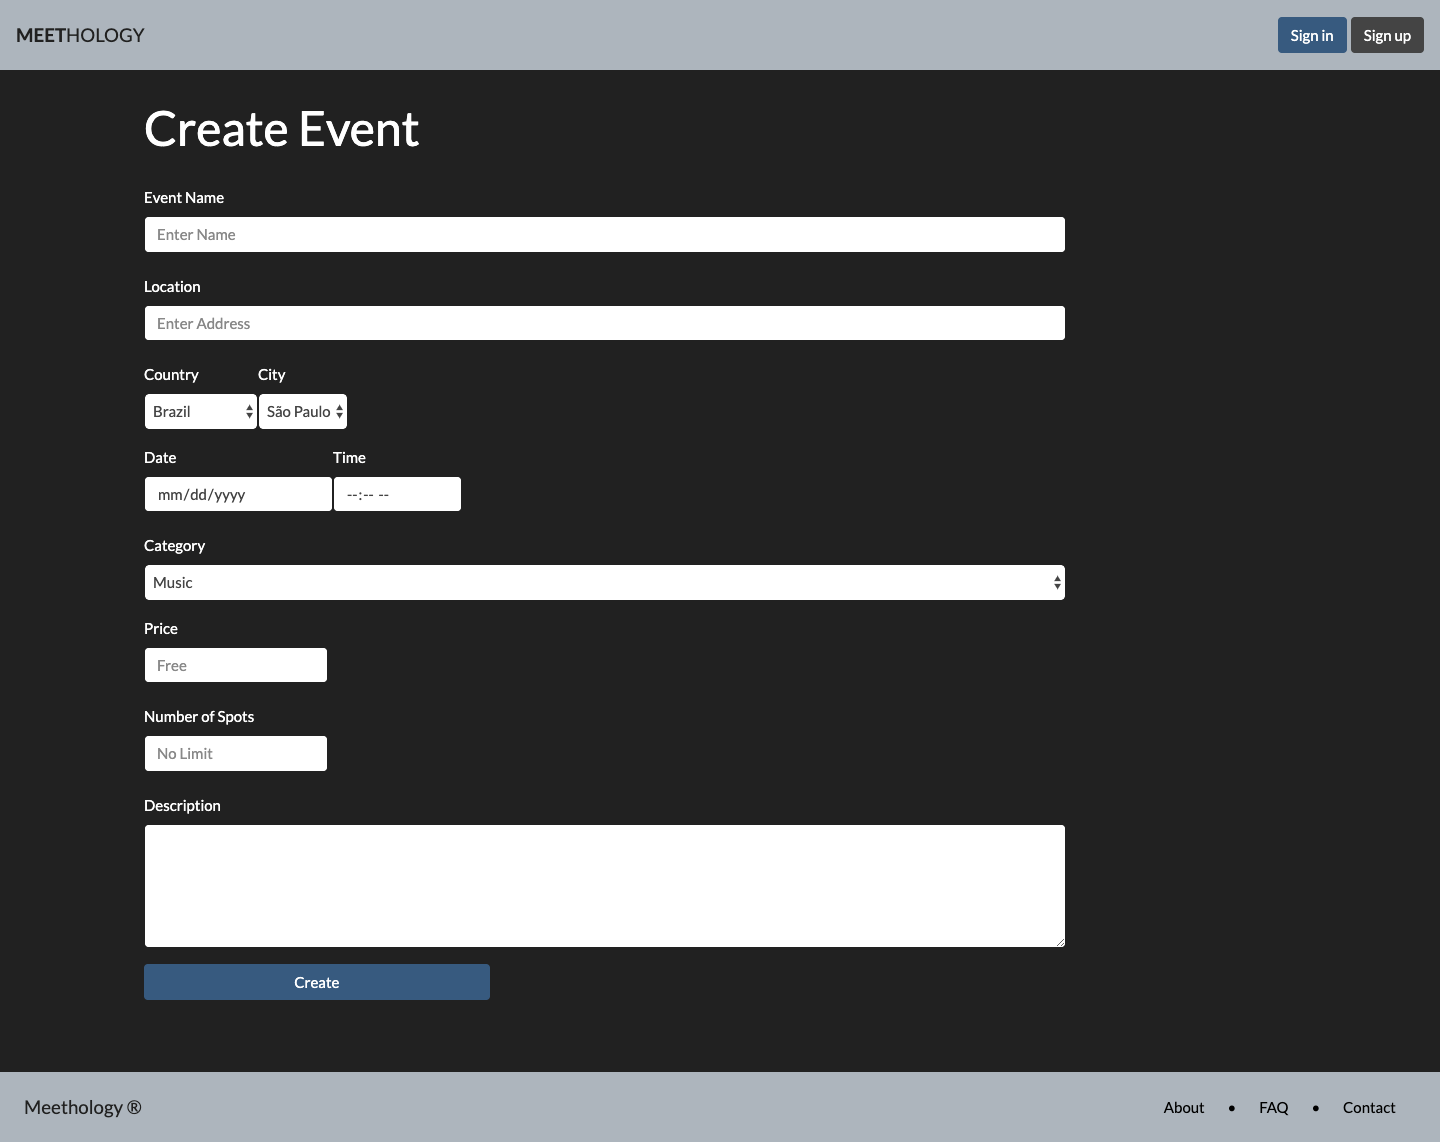 MEETHOLOGY
Sign in
Sign up
Create Event
Event Name
Enter Name
Location
Enter Address
Country City
Brazil São Paulo
Date Time
mm/dd/yyyy --:-- --
Category
Music
Price
Free
Number of Spots
No Limit
Description
Create
Meethology ®
About • FAQ • Contact